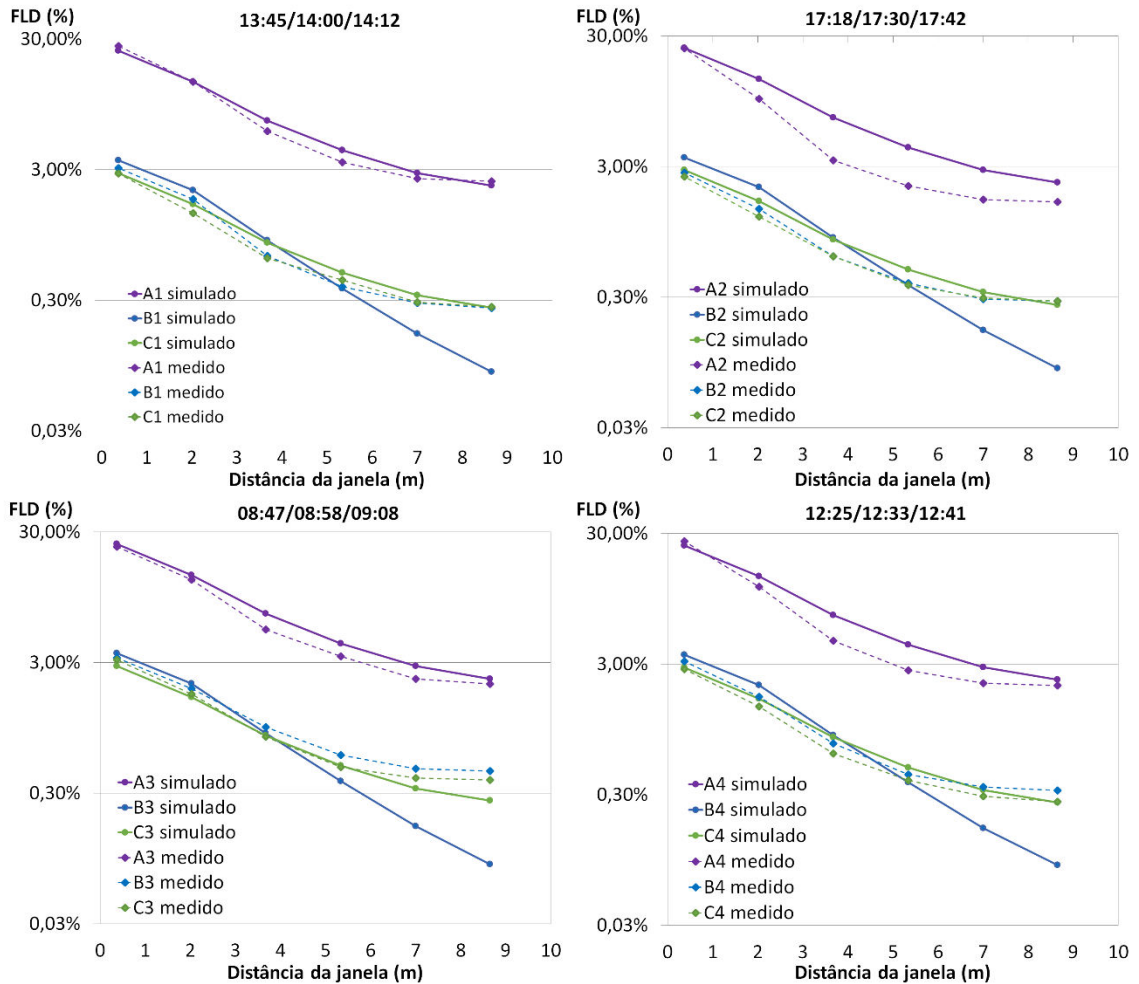 FLD (%)
13:45/14:00/14:12
30,00%
3,00%
0,30%
0,03%
A1 simulado
B1 simulado
C1 simulado
A1 medido
B1 medido
C1 medido
0 1 2 3 4 5 6 7 8 9 10
Distância da janela (m)
FLD (%)
17:18/17:30/17:42
30,00%
3,00%
0,30%
0,03%
A2 simulado
B2 simulado
C2 simulado
A2 medido
B2 medido
C2 medido
0 1 2 3 4 5 6 7 8 9 10
Distância da janela (m)
FLD (%)
08:47/08:58/09:08
30,00%
3,00%
0,30%
0,03%
A3 simulado
B3 simulado
C3 simulado
A3 medido
B3 medido
C3 medido
0 1 2 3 4 5 6 7 8 9 10
Distância da janela (m)
FLD (%)
12:25/12:33/12:41
30,00%
3,00%
0,30%
0,03%
A4 simulado
B4 simulado
C4 simulado
A4 medido
B4 medido
C4 medido
0 1 2 3 4 5 6 7 8 9 10
Distância da janela (m)